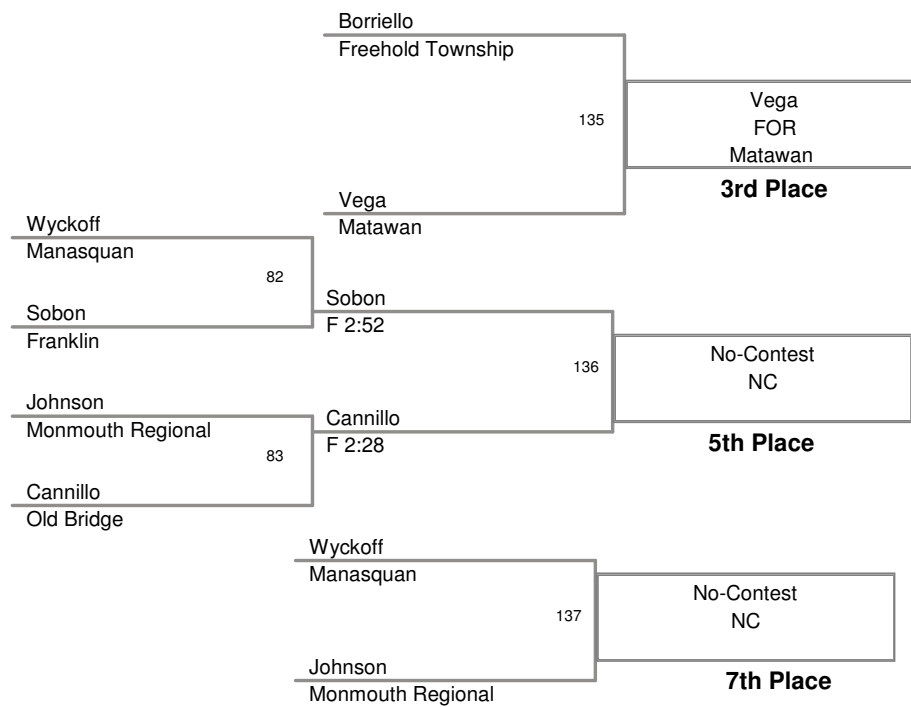 Borriello
Freehold Township
135
Vega
FOR
Matawan
3rd Place
Vega
Matawan
Wyckoff
Manasquan
82
Sobon
Franklin
Sobon
F 2:52
136
No-Contest
NC
5th Place
Johnson
Monmouth Regional
83
Cannillo
F 2:28
Cannillo
Old Bridge
Wyckoff
Manasquan
137
No-Contest
NC
7th Place
Johnson
Monmouth Regional